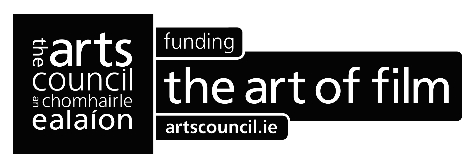 the arts
council
an chomhairle
ealaíon
funding
the art of film
artscouncil.ie